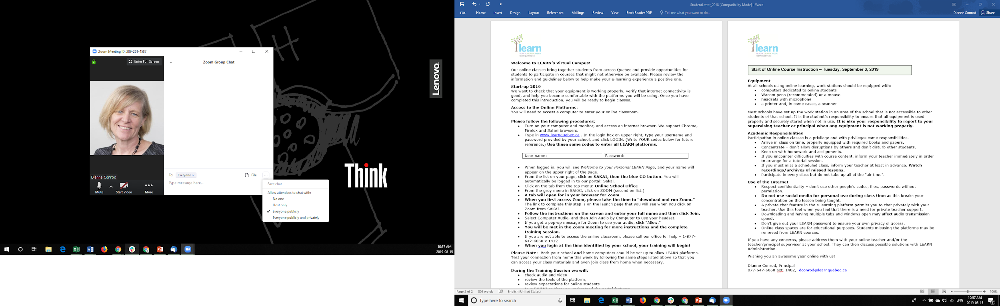 Zoom Meeting ID: 289-261-4587
Enter Full Screen
Zoom Group Chat
Dianne Conrod
Mute
Start Video
More
To: Everyone
File
Type message here...
Save chat
Allow attendees to chat with:
No one
Host only
Everyone publicly
Everyone publicly and privately
H
Lenovo
Think
10:57 AM
2019-08-15
StudentLetter_2018 [Compatibility Mode] - Word
File Home Insert Design Layout References Mailings Review View Foxit Reader PDF Tell me what you want to do...
Dianne Conrod Share
learn
TEACH. LEARN. HELP.
learnquebec.ca
Welcome to LEARN's Virtual Campus!
Our online classes bring together students from across Quebec and provide opportunities for
students to participate in courses that might not otherwise be available. Please review the
information and guidelines below to help make your e-learning experience a positive one.
Start-up 2019
We want to check that your equipment is working properly, verify that internet connectivity is
good, and help you become comfortable with the platforms you will be using. Once you have
completed this introduction, you will be ready to begin classes.
Access to the Online Platforms:
You will need to access a computer to enter your online classroom.
Please follow the following procedures:
• Turn on your computer and monitor, and access an internet browser. We support Chrome,
Firefox and Safari browsers.
• Type in www.learnquebec.ca . In the login box on upper right, type your username and
password provided by your school, and click LOGIN. (Write YOUR codes below for future
reference.) Use these same codes to enter all LEARN platforms.
User name: Password:
• When logged in, you will see Welcome to your Personal LEARN Page, and your name will
appear on the upper right of the page.
• From the list on your page, click on SAKAI, then the blue GO button. You will
automatically be logged in to our portal: Sakai.
• Click on the tab from the top menu: Online School Office
• From the grey menu in SAKAI, click on ZOOM (second on list.)
• A tab will open for in your browser for Zoom.
• When you first access Zoom, please take the time to "download and run Zoom."
The link to complete this step is on the launch page that you will see when you click on
Zoom from SAKAI.
• Follow the instructions on the screen and enter your full name and then click Join.
• Select Computer Audio, and then Join Audio by Computer to use your headset.
• If you get a pop-up message for Zoom to use your audio, click "Allow."
• You will be met in the Zoom meeting for more instructions and the complete
training session.
• If you are not able to access the online classroom, please call our office for help – 1-877-
647-6060 x 1412
• When you login at the time identified by your school, your training will begin!
Please Note: Both your school and home computers should be set up to allow LEARN platforms.
Test your connection from home this week by following the same steps listed above so that you
can access your class materials and even join class from home when necessary.
During the Training Session we will:
• check audio and video
• review the tools of the platform,
• review expectations for online students
learn
TEACH. LEARN. HELP.
learnquebec.ca
Start of Online Course Instruction – Tuesday, September 3, 2019
Equipment
At all schools using online learning, work stations should be equipped with:
• computers dedicated to online students
• Wacom pens (recommended) or a mouse
• headsets with microphone
• a printer and, in some cases, a scanner
Most schools have set up the work station in an area of the school that is not accessible to other
students of that school. It is the student's responsibility to ensure that all equipment is used
properly and securely stored when not in use. It is also your responsibility to report to your
supervising teacher or principal when any equipment is not working properly.
Academic Responsibilities
Participation in online classes is a privilege and with privileges come responsibilities.
• Arrive in class on time, properly equipped with required books and papers.
• Concentrate – don't allow disruptions by others and don't disturb other students.
• Keep up with homework and assignments.
• If you encounter difficulties with course content, inform your teacher immediately in order
to arrange for a tutorial session.
• If you must miss a scheduled class, inform your teacher at least in advance. Watch
recordings/archives of missed lessons.
• Participate in every class but do not take up all of the "air time".
Use of the Internet
• Respect confidentiality – don't use other people's codes, files, passwords without
permission.
• Do not use social media for personal use during class time as this breaks your
concentration on the lesson being taught.
• A private chat feature in the e-learning platform permits you to chat privately with your
teacher. Use this tool when you feel that there is a need for private teacher support.
• Downloading and having multiple tabs and windows open may affect audio transmission
speed.
• Don't give out your LEARN password to ensure your own privacy of access.
• Online class spaces are for educational purposes. Students misusing the platforms may be
removed from LEARN courses.
If you have any concerns, please address them with your online teacher and/or the
teacher/principal supervisor at your school. They can then discuss possible solutions with LEARN
Administration.
Wishing you an awesome year online with us!
Dianne Conrod, Principal
877-647-6060 ext. 1402, dconrod@learnquebec.ca
Page 2 of 2 801 words English (United States)
100%
Type here to search
ENG
10:57 AM
2019-08-15